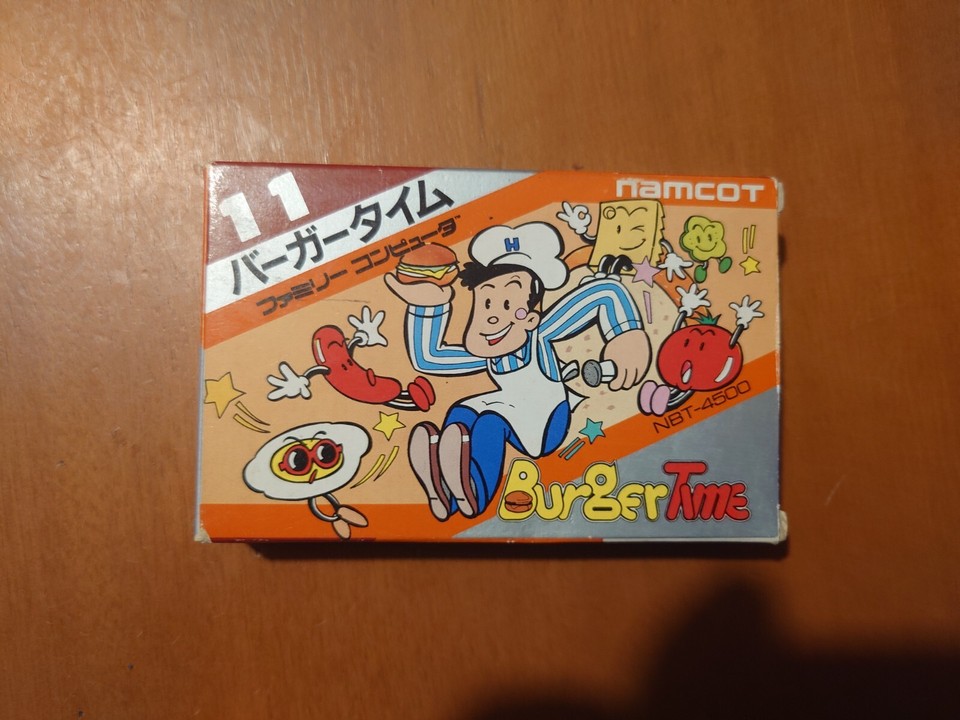 11
namcot
バーガータイム
ファミリーコンピュータ
H
NBT-4500
BurgerTime